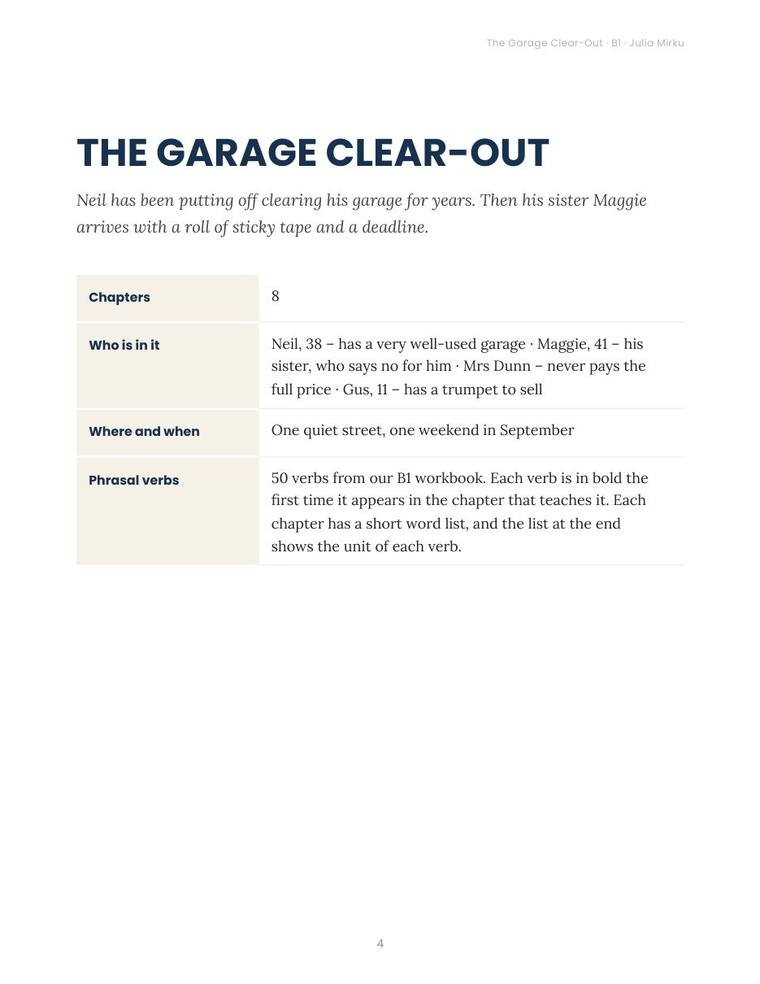 The Garage Clear-Out · B1 · Julia Mirku
THE GARAGE CLEAR-OUT
Neil has been putting off clearing his garage for years. Then his sister Maggie
arrives with a roll of sticky tape and a deadline.
Chapters
8
Who is in it
Neil, 38 – has a very well-used garage · Maggie, 41 – his
sister, who says no for him · Mrs Dunn – never pays the
full price · Gus, 11 – has a trumpet to sell
Where and when
One quiet street, one weekend in September
Phrasal verbs
50 verbs from our B1 workbook. Each verb is in bold the
first time it appears in the chapter that teaches it. Each
chapter has a short word list, and the list at the end
shows the unit of each verb.
4